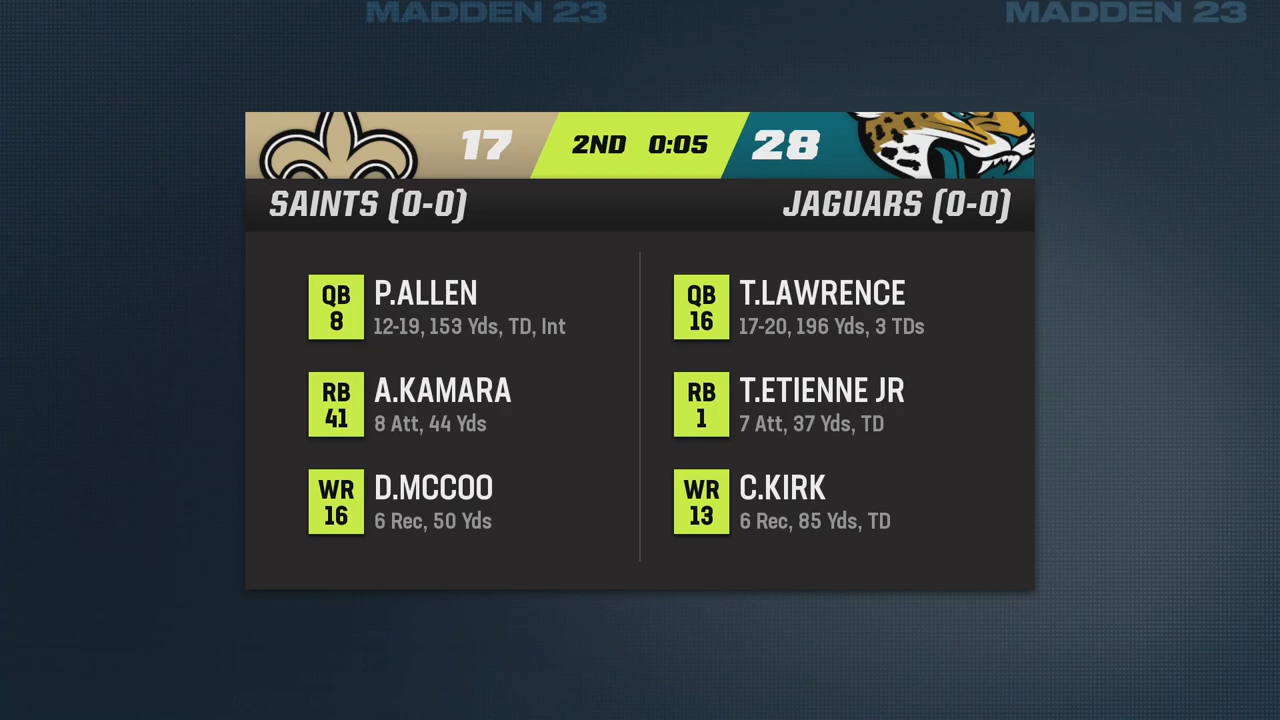 MADDEN 23 MADDEN 23
17 2ND 0:05 28
SAINTS (0-0) JAGUARS (0-0)
QB 8 P.ALLEN
12-19, 153 Yds, TD, Int
RB 41 A.KAMARA
8 Att, 44 Yds
WR 16 D.MCCOO
6 Rec, 50 Yds
QB 16 T.LAWRENCE
17-20, 196 Yds, 3 TDs
RB 1 T.ETIENNE JR
7 Att, 37 Yds, TD
WR 13 C.KIRK
6 Rec, 85 Yds, TD